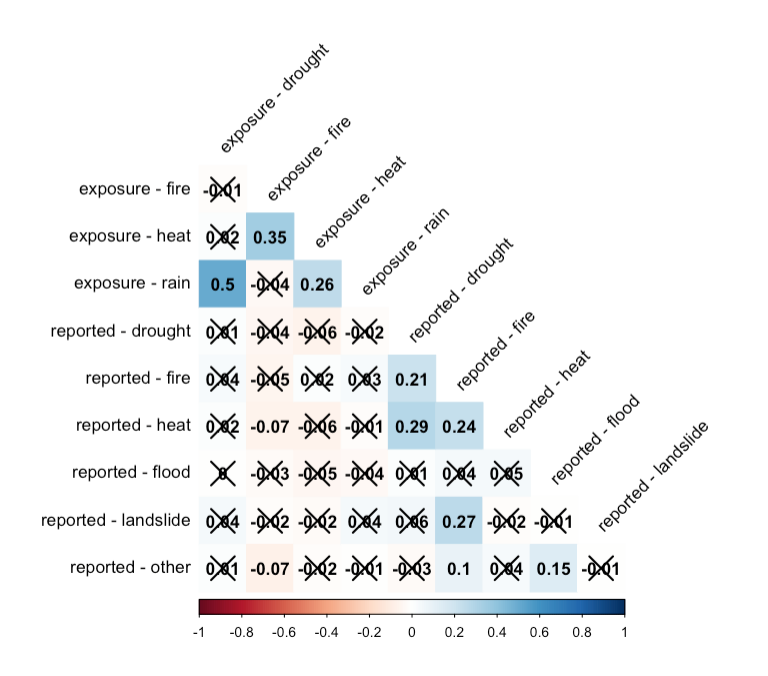 exposure - drought
exposure - fire
exposure - heat
exposure - rain
reported - drought
reported - fire
reported - heat
reported - flood
reported - landslide
exposure - fire -0.01
exposure - heat 0.02 0.35
exposure - rain 0.5 -0.04 0.26
reported - drought 0.01 -0.04 -0.06 -0.02
reported - fire 0.04 -0.05 0.02 0.03 0.21
reported - heat 0.02 -0.07 -0.06 -0.01 0.29 0.24
reported - flood 0 -0.03 -0.05 -0.04 0.01 0.04 0.05
reported - landslide 0.04 -0.02 -0.02 0.04 0.06 0.27 -0.02 -0.01
reported - other 0.01 -0.07 -0.02 -0.01 -0.03 0.1 0.04 0.15 -0.01
-1 -0.8 -0.6 -0.4 -0.2 0 0.2 0.4 0.6 0.8 1